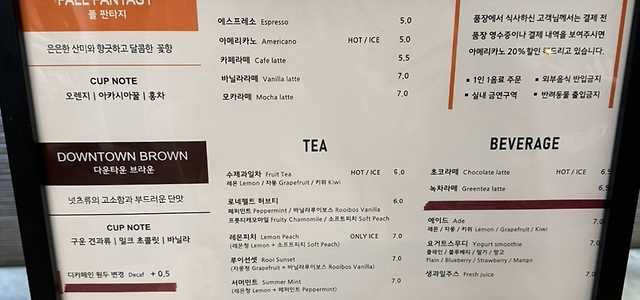 FALL FANTASY
폴 판타지
은은한 산미와 향긋하고 달콤한 꽃향
CUP NOTE
오렌지 | 아카시아꿀 | 홍차
DOWNTOWN BROWN
다운타운 브라운
넛츠류의 고소함과 부드러운 단맛
CUP NOTE
구운 견과류 | 밀크 초콜릿 | 바닐라
디카페인 원두 변경 Decaf + 0,5
에스프레소 Espresso 5,0
아메리카노 Americano HOT / ICE 5,0
카페라떼 Cafe latte 5,5
바닐라라떼 Vanilla latte 7,0
모카라떼 Mocha latte 7,0
TEA
수제과일차 Fruit Tea HOT / ICE 6,0
레몬 Lemon / 자몽 Grapefruit / 키위 Kiwi
로네펠트 허브티 6.0
페퍼민트 Peppermint / 바닐라루이보스 Rooibos Vanilla
프룻티캐모마일 Fruity Chamomile / 소프트피치 Soft Peach
레몬피치 Lemon Peach ONLY ICE 7,0
(레몬청 Lemon + 소프트피치 Soft Peach)
루이선셋 Rooi Sunset 7,0
(자몽청 Grapefruit + 바닐라루이보스 Rooibos Vanilla)
서머민트 Summer Mint 7,0
(레몬청 Lemon + 페퍼민트 Peppermint)
품장에서 식사하신 고객님께서는 결제 전
품장 영수증이나 결제 내역을 보여주시면
아메리카노 20%할인 해드리고 있습니다.
▪ 1인 1음료 주문 ▪ 외부음식 반입금지
▪ 실내 금연구역 ▪ 반려동물 출입금지
BEVERAGE
초코라떼 Chocolate latte HOT / ICE 6,5
녹차라떼 Greentea latte 6,5
에이드 Ade 7,0
레몬 / 자몽 / 키위 Lemon / Grapefruit / Kiwi
요거트스무디 Yogurt smoothie 7,0
플레인 / 블루베리 / 딸기 / 망고
Plain / Blueberry / Strawberry / Mango
생과일주스 Fresh juice 7,0